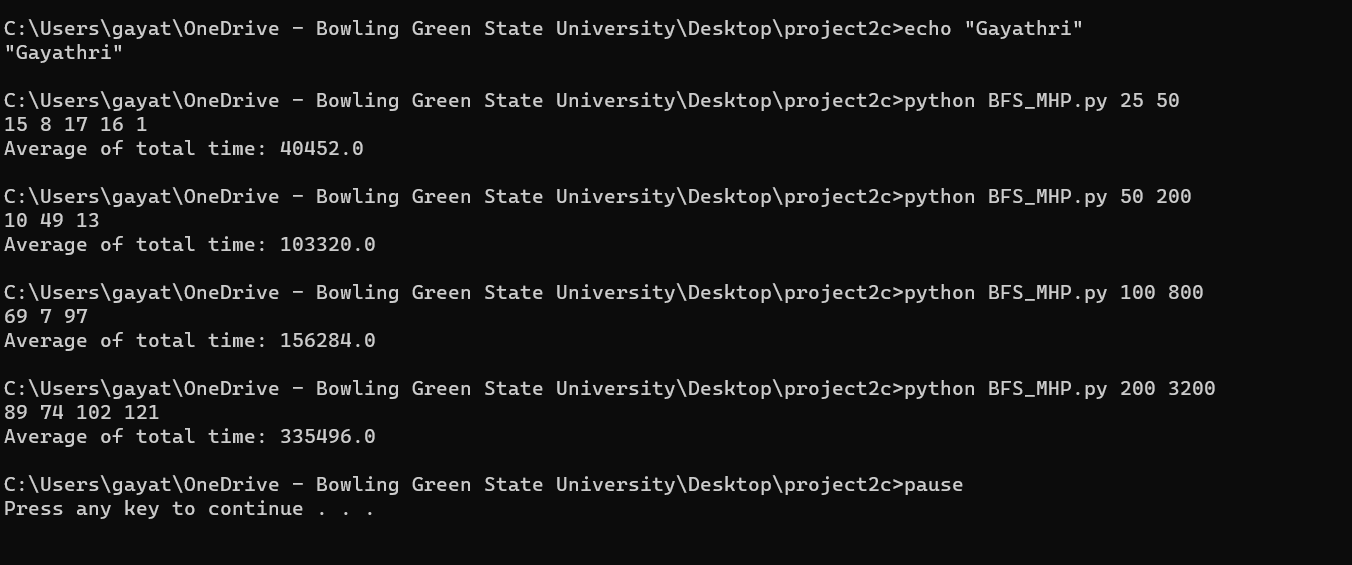 C:\Users\gayat\OneDrive - Bowling Green State University\Desktop\project2c>echo "Gayathri"
"Gayathri"
C:\Users\gayat\OneDrive - Bowling Green State University\Desktop\project2c>python BFS_MHP.py 25 50
15 8 17 16 1
Average of total time: 40452.0
C:\Users\gayat\OneDrive - Bowling Green State University\Desktop\project2c>python BFS_MHP.py 50 200
10 49 13
Average of total time: 103320.0
C:\Users\gayat\OneDrive - Bowling Green State University\Desktop\project2c>python BFS_MHP.py 100 800
69 7 97
Average of total time: 156284.0
C:\Users\gayat\OneDrive - Bowling Green State University\Desktop\project2c>python BFS_MHP.py 200 3200
89 74 102 121
Average of total time: 335496.0
C:\Users\gayat\OneDrive - Bowling Green State University\Desktop\project2c>pause
Press any key to continue . . .